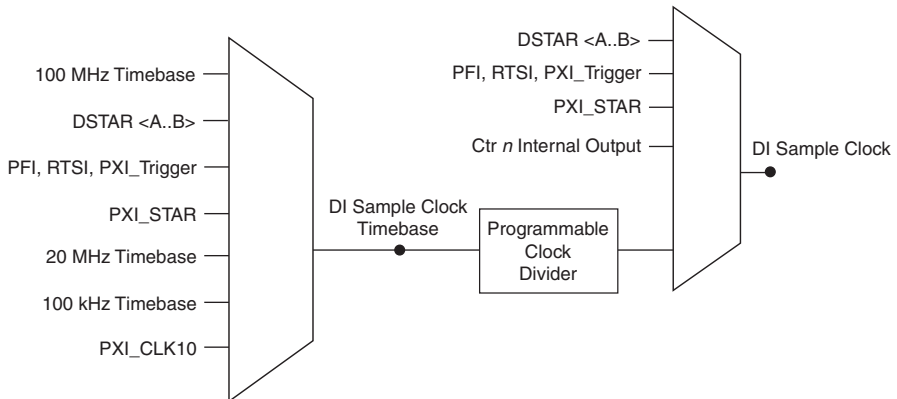 100 MHz Timebase
DSTAR <A..B>
PFI, RTSI, PXI_Trigger
PXI_STAR
20 MHz Timebase
100 kHz Timebase
PXI_CLK10
DI Sample Clock
Timebase
Programmable
Clock
Divider
DSTAR <A..B>
PFI, RTSI, PXI_Trigger
PXI_STAR
Ctr n Internal Output
DI Sample Clock